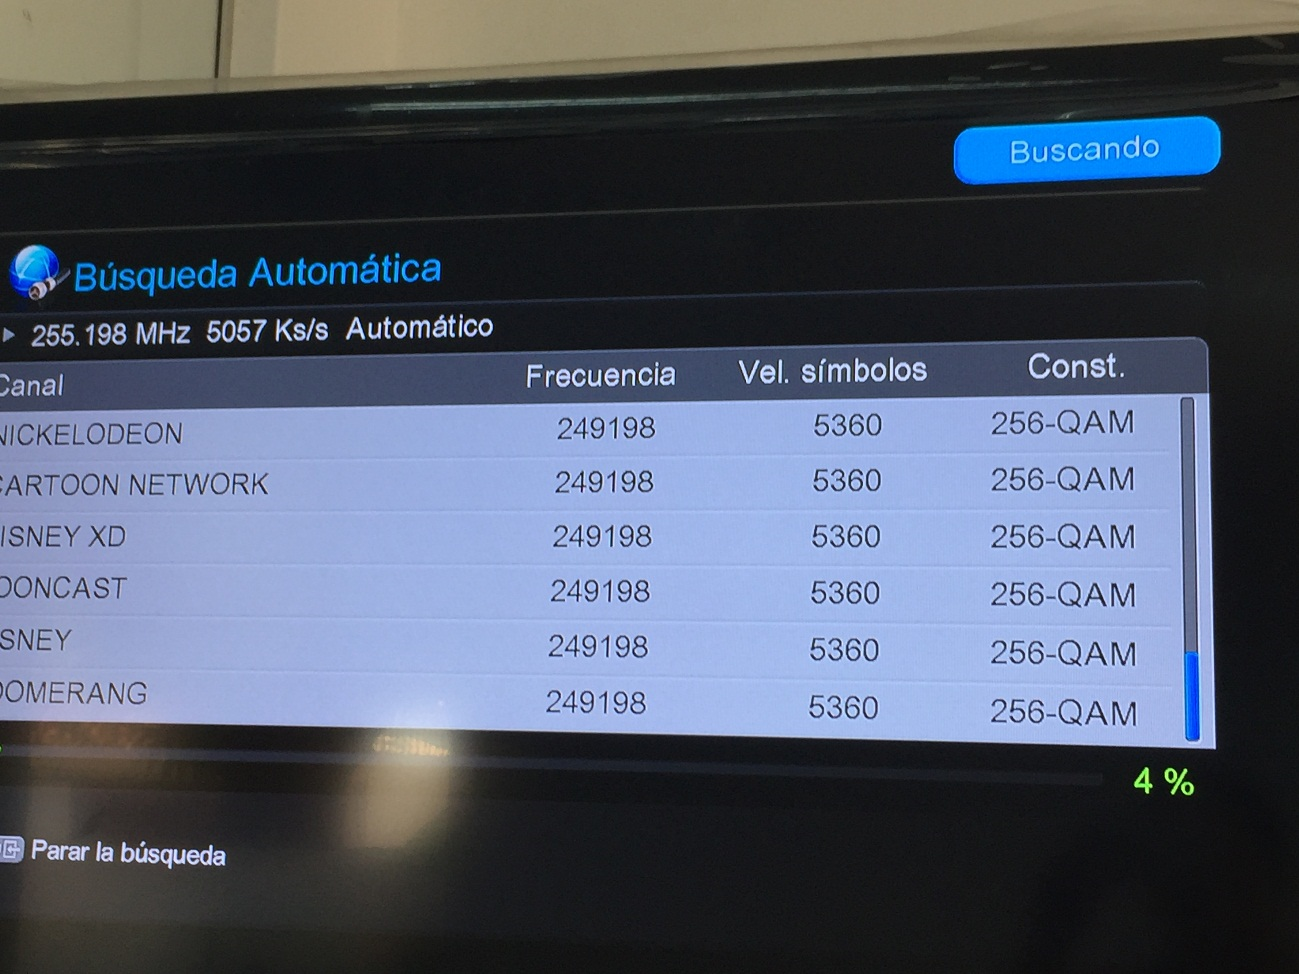 Buscando
Búsqueda Automática
255.198 MHz 5057 Ks/s Automático
Canal Frecuencia Vel. símbolos Const.
NICKELODEON 249198 5360 256-QAM
CARTOON NETWORK 249198 5360 256-QAM
ISNEY XD 249198 5360 256-QAM
OONCAST 249198 5360 256-QAM
SNEY 249198 5360 256-QAM
OOMERANG 249198 5360 256-QAM
4 %
Parar la búsqueda